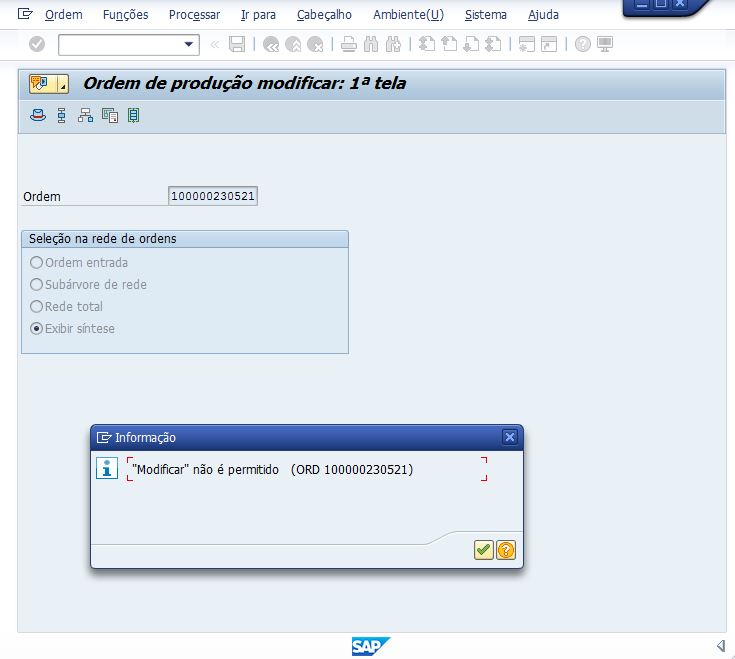 Ordem Funções Processar Ir para Cabeçalho Ambiente(U) Sistema Ajuda
Ordem de produção modificar: 1ª tela
Ordem 100000230521
Seleção na rede de ordens
Ordem entrada
Subárvore de rede
Rede total
Exibir síntese
Informação
"Modificar" não é permitido (ORD 100000230521)
SAP